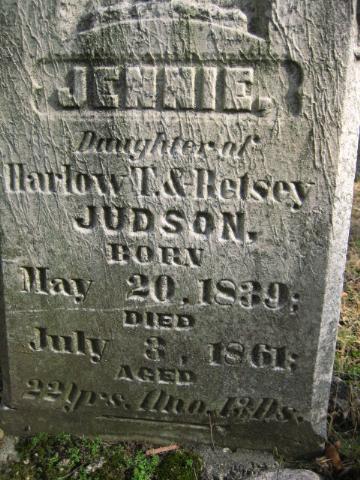 JENNIE.
Daughter of
Harlow T. & Betsey
JUDSON,
BORN
May 20, 1839;
DIED
July 3, 1861;
AGED
22 Yrs. 1 Mo. 13 Ds.